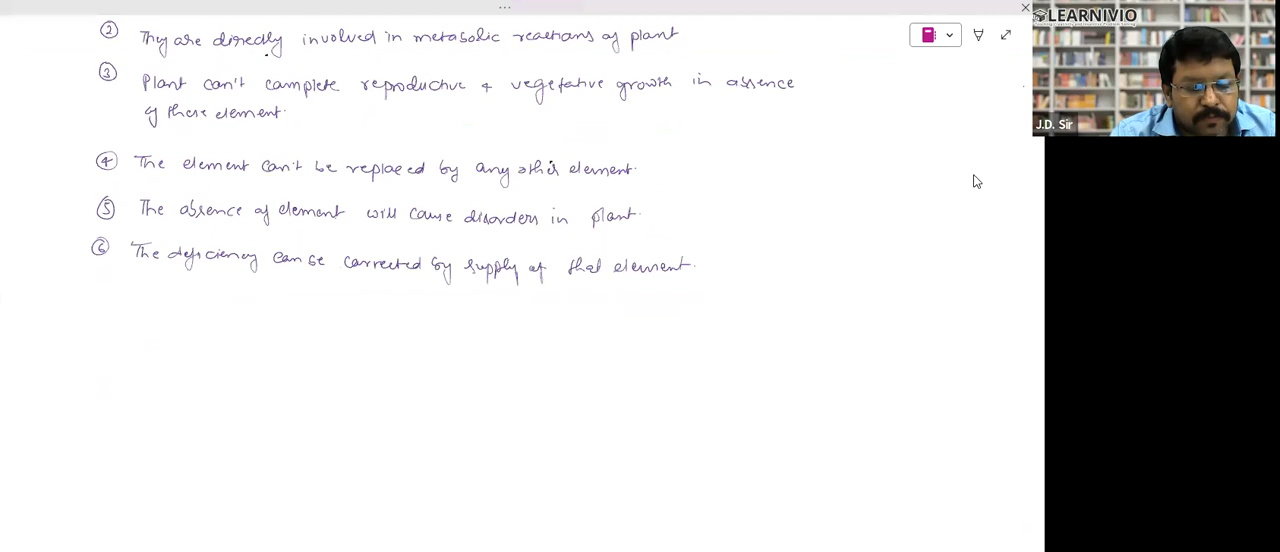 LEARNIVIO
② They are directly involved in metabolic reactions of plant
③ Plant can't complete reproductive + vegetative growth in absence
of these element.
④ The element can't be replaced by any other element.
⑤ The absence of element will cause disorders in plant.
⑥ The deficiency can be corrected by supply of that element.
J.D. Sir